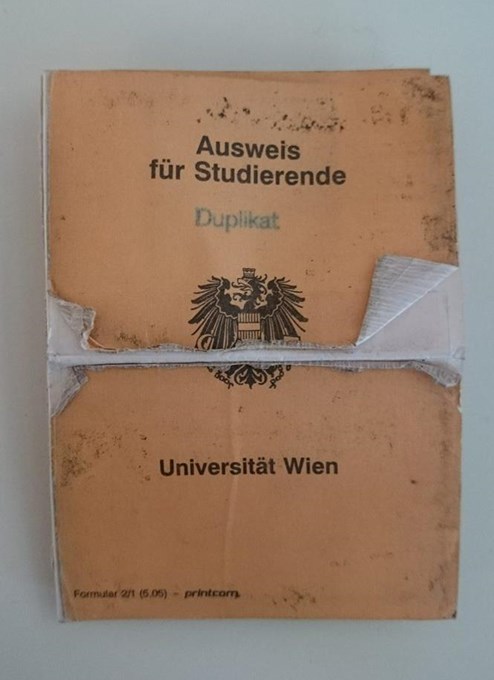 Ausweis
für Studierende
Duplikat
Universität Wien
Formular 2/1 (5,05) - printcom.